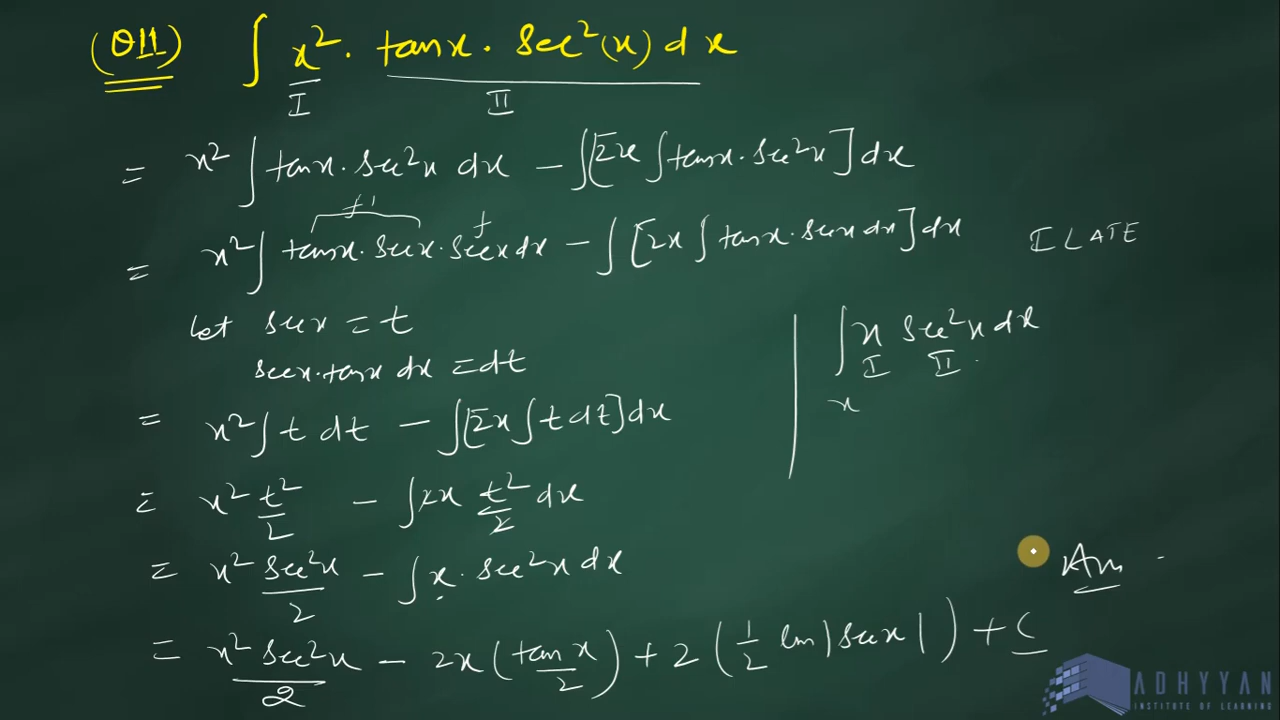 (Q11) ∫ x². tanx. Sec²(x) dx
I II
= x² ∫ tanx. Sec²x dx − ∫[2x ∫tanx. Sec²x] dx
f'
f
= x² ∫ tanx. Secx. Secx dx − ∫ [2x ∫ tanx. Secx dx] dx
ILATE
let secx = t
secx. tanx dx = dt
∫ x Sec²x dx
I II
x
= x² ∫ t dt − ∫[2x ∫ t dt] dx
= x² t²/2 − ∫ 2x t²/2 dx
= x² Sec²x/2 − ∫ x. sec²x dx
Ans
= x² Sec²x/2 − 2x (tanx/2) + 2 (1/2 ln|secx|) + C
ADHYYAN
INSTITUTE OF LEARNING